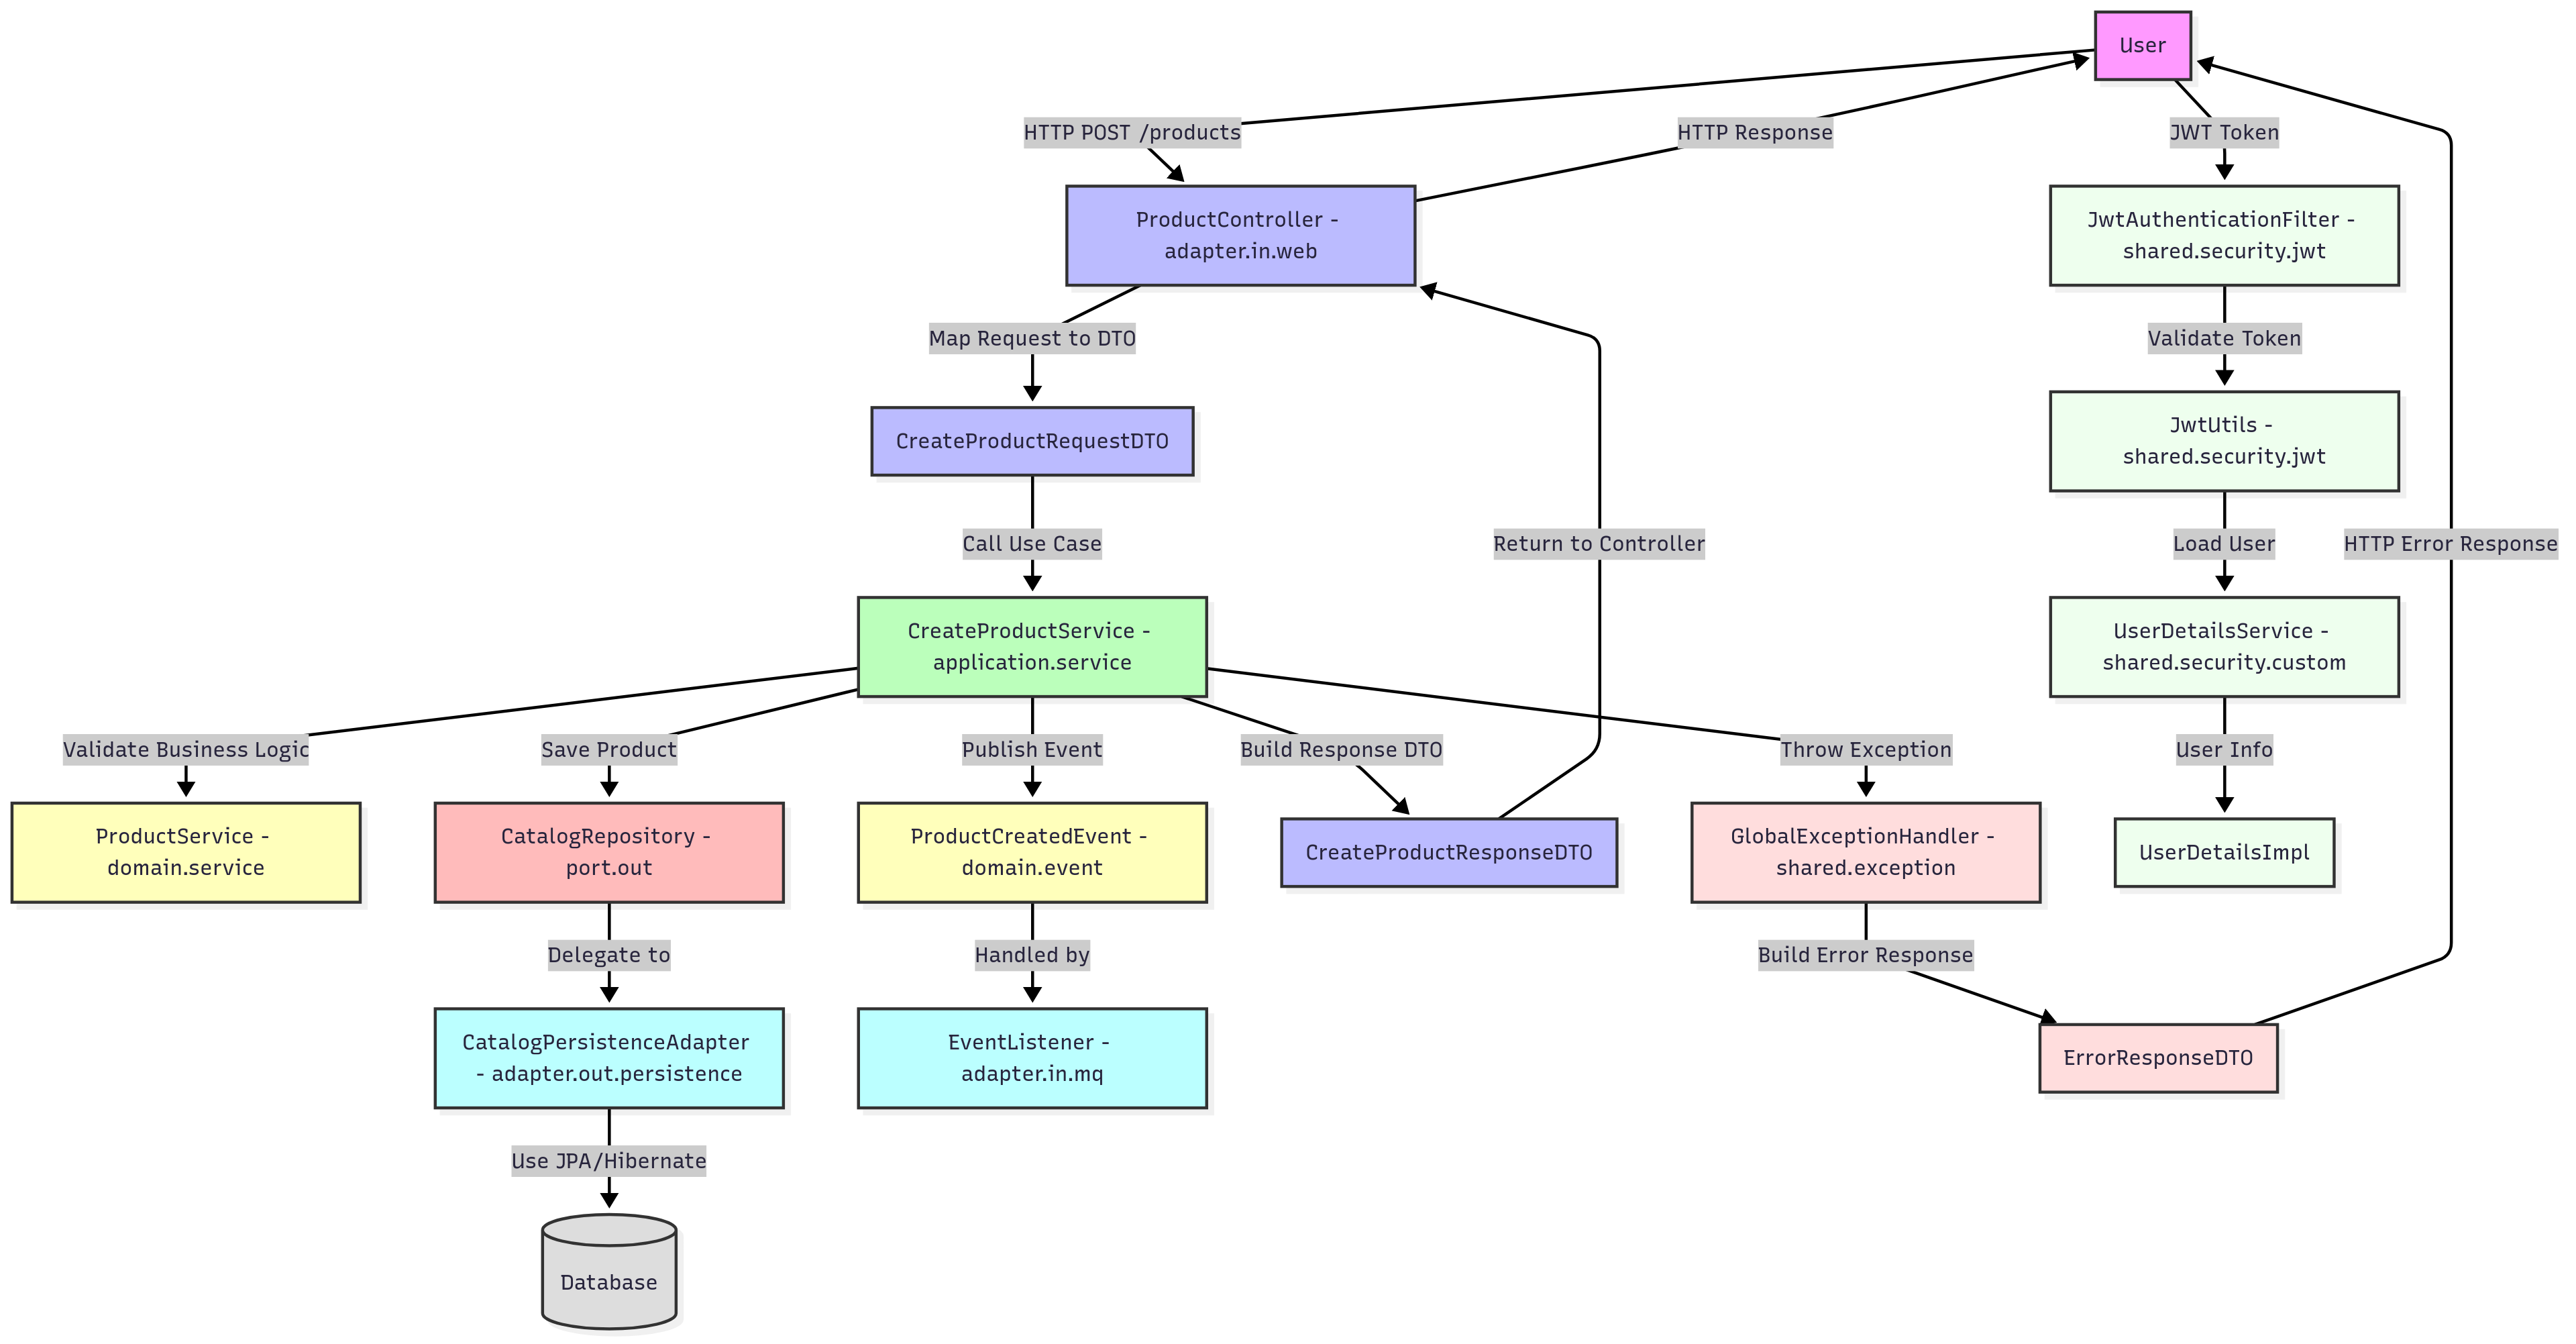 User
HTTP POST /products
HTTP Response
JWT Token
ProductController -
adapter.in.web
JwtAuthenticationFilter -
shared.security.jwt
Map Request to DTO
Validate Token
CreateProductRequestDTO
JwtUtils -
shared.security.jwt
Call Use Case
Return to Controller
Load User
HTTP Error Response
CreateProductService -
application.service
UserDetailsService -
shared.security.custom
Validate Business Logic
Save Product
Publish Event
Build Response DTO
Throw Exception
User Info
ProductService -
domain.service
CatalogRepository -
port.out
ProductCreatedEvent -
domain.event
CreateProductResponseDTO
GlobalExceptionHandler -
shared.exception
UserDetailsImpl
Delegate to
Handled by
Build Error Response
CatalogPersistenceAdapter
- adapter.out.persistence
EventListener -
adapter.in.mq
ErrorResponseDTO
Use JPA/Hibernate
Database